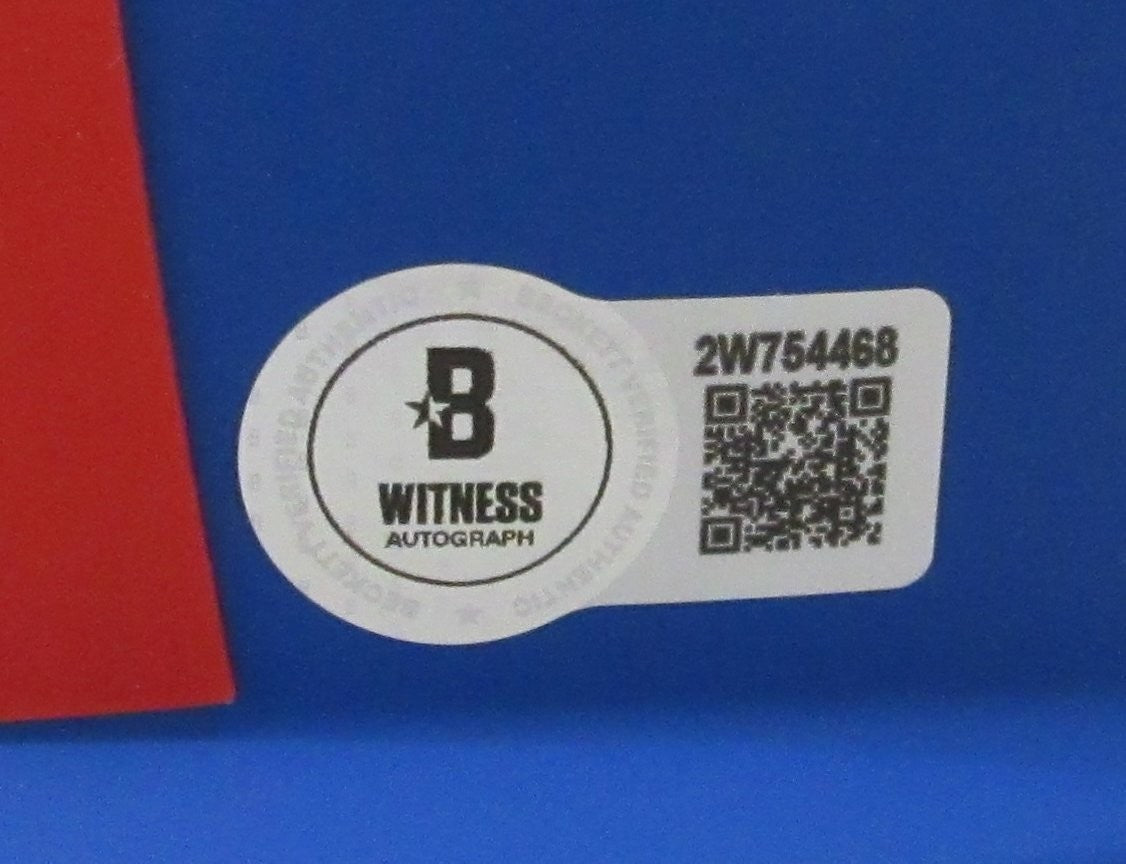 B
WITNESS
AUTOGRAPH
BECKETT VERIFIED AUTHENTIC ★ BECKETT VERIFIED AUTHENTIC ★
2W754468